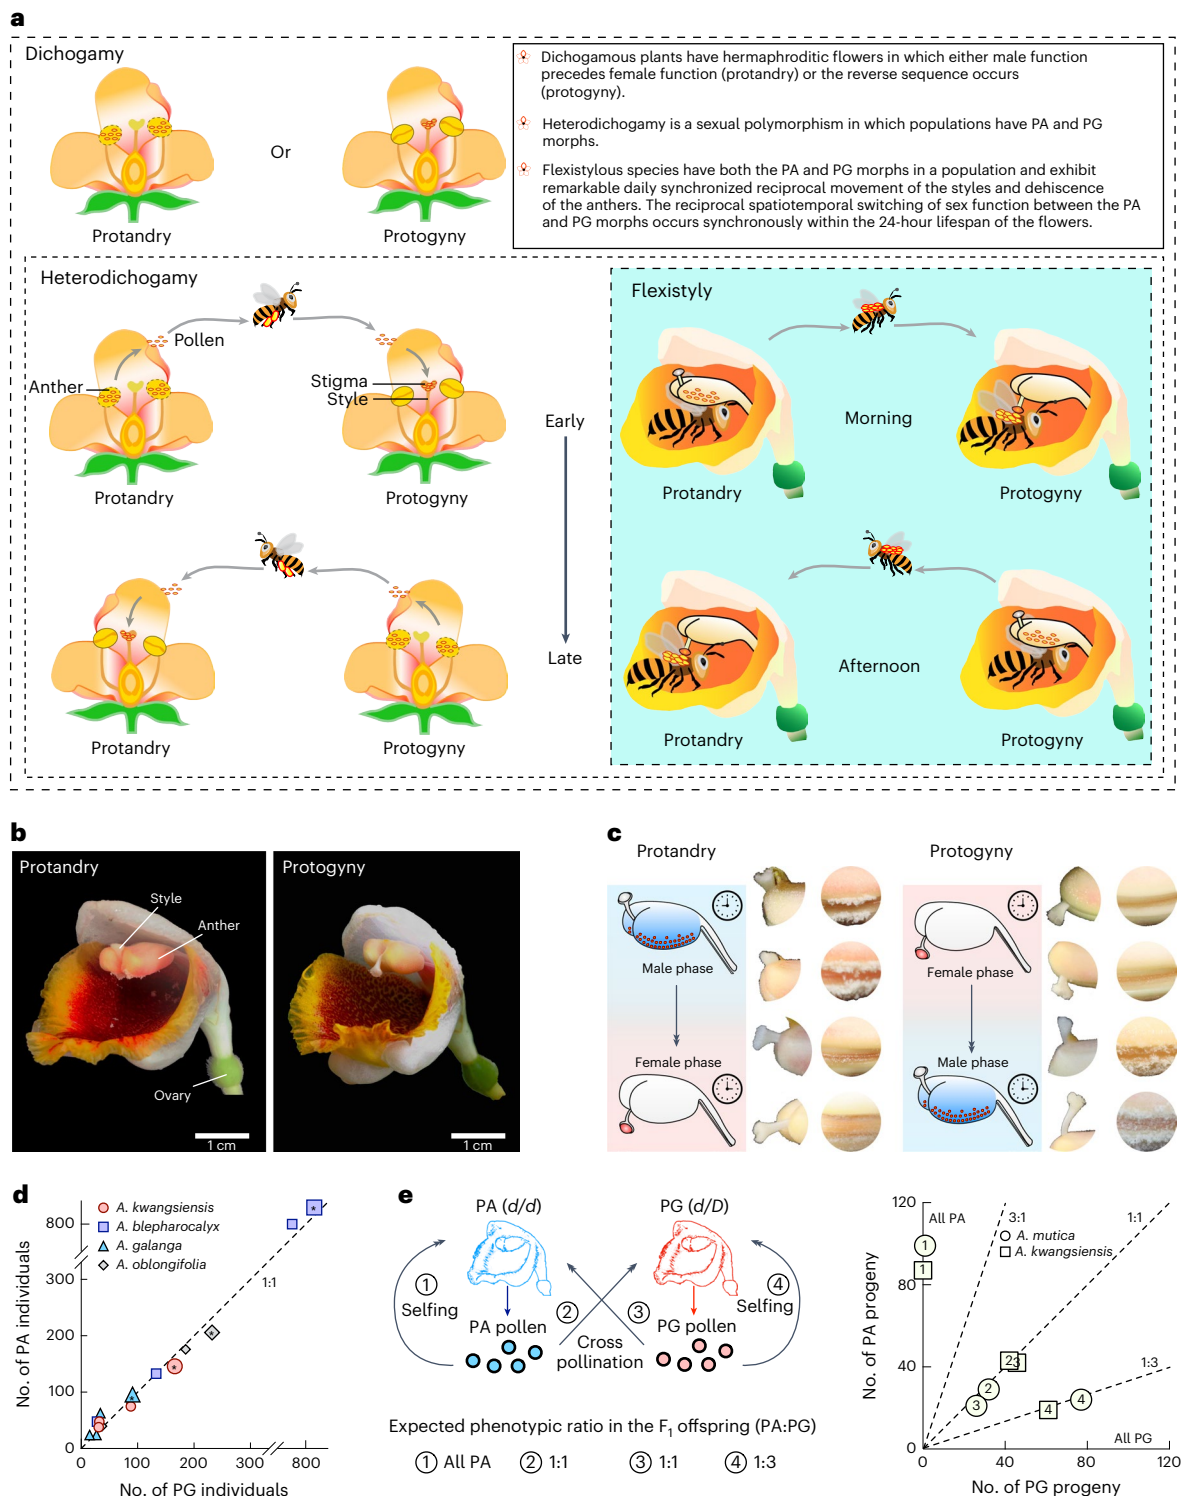 a
Dichogamy
Or
Protandry
Protogyny
Dichogamous plants have hermaphroditic flowers in which either male function
precedes female function (protandry) or the reverse sequence occurs
(protogyny).
Heterodichogamy is a sexual polymorphism in which populations have PA and PG
morphs.
Flexistylous species have both the PA and PG morphs in a population and exhibit
remarkable daily synchronized reciprocal movement of the styles and dehiscence
of the anthers. The reciprocal spatiotemporal switching of sex function between the PA
and PG morphs occurs synchronously within the 24-hour lifespan of the flowers.
Heterodichogamy
Pollen
Anther
Stigma
Style
Protandry
Protogyny
Early
Late
Protandry
Protogyny
Flexistyly
Morning
Protandry
Protogyny
Afternoon
Protandry
Protogyny
b
Protandry
Style
Anther
Ovary
1 cm
Protogyny
1 cm
c
Protandry
Male phase
Female phase
Protogyny
Female phase
Male phase
d
No. of PA individuals
800
300
200
100
0
A. kwangsiensis
A. blepharocalyx
A. galanga
A. oblongifolia
1:1
0 100 200 300 800
No. of PG individuals
e
PA (d/d)
PG (d/D)
1
Selfing
2
3
4
Selfing
PA pollen
PG pollen
Cross
pollination
Expected phenotypic ratio in the F1 offspring (PA:PG)
1 All PA 2 1:1 3 1:1 4 1:3
No. of PA progeny
120
80
40
0
All PA
3:1
1:1
A. mutica
A. kwangsiensis
1
1
2
3
2
3
4
4
1:3
All PG
0 40 80 120
No. of PG progeny